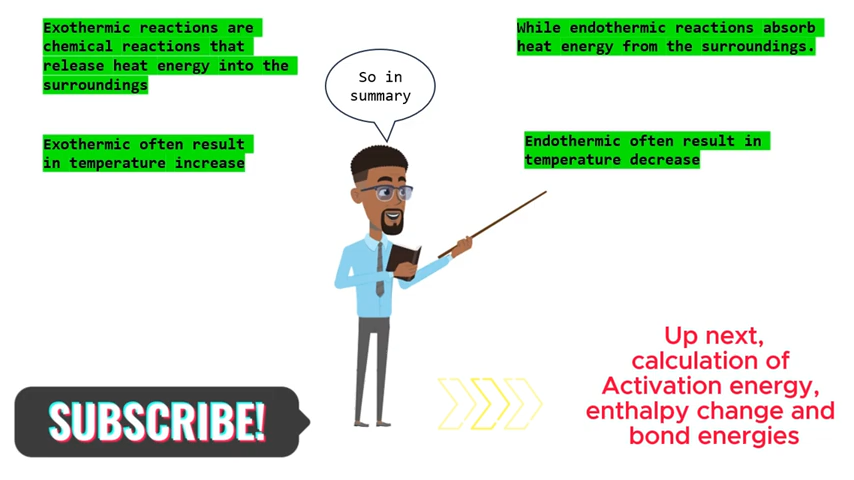 Exothermic reactions are
chemical reactions that
release heat energy into the
surroundings
Exothermic often result
in temperature increase
So in
summary
While endothermic reactions absorb
heat energy from the surroundings.
Endothermic often result in
temperature decrease
SUBSCRIBE!
Up next,
calculation of
Activation energy,
enthalpy change and
bond energies